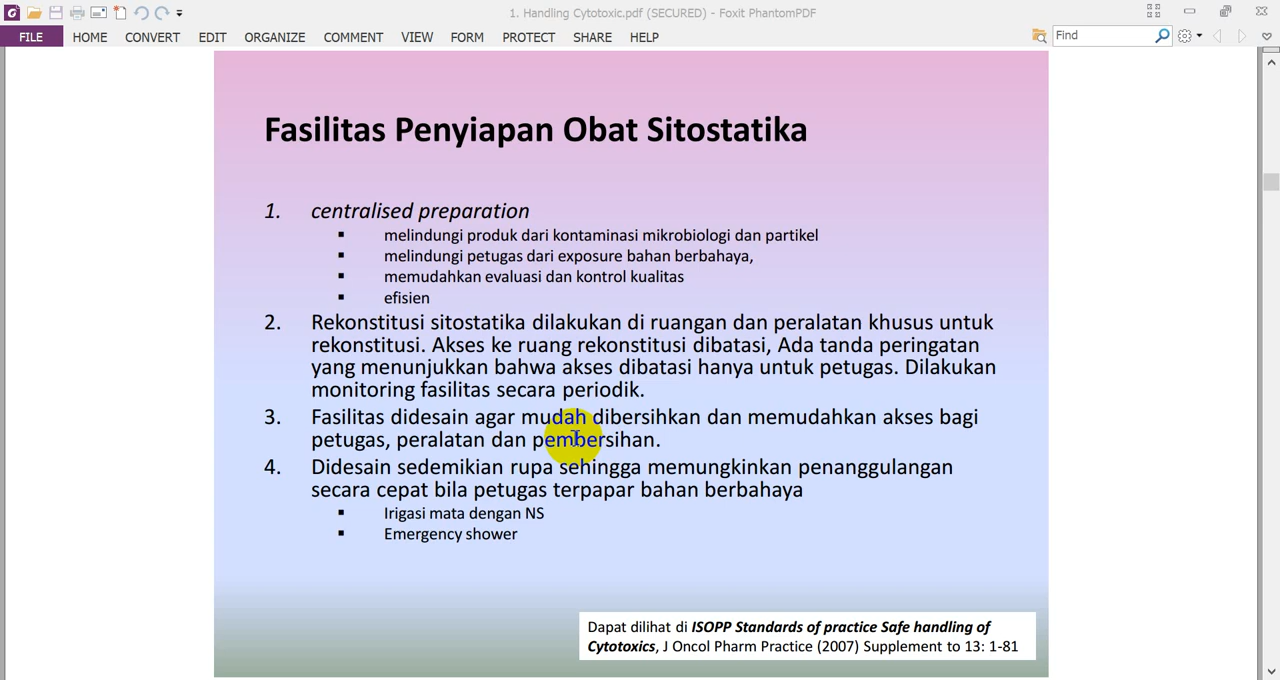 1. Handling Cytotoxic.pdf (SECURED) - Foxit PhantomPDF
FILE HOME CONVERT EDIT ORGANIZE COMMENT VIEW FORM PROTECT SHARE HELP Find
Fasilitas Penyiapan Obat Sitostatika
1. centralised preparation
▪ melindungi produk dari kontaminasi mikrobiologi dan partikel
▪ melindungi petugas dari exposure bahan berbahaya,
▪ memudahkan evaluasi dan kontrol kualitas
▪ efisien
2. Rekonstitusi sitostatika dilakukan di ruangan dan peralatan khusus untuk
rekonstitusi. Akses ke ruang rekonstitusi dibatasi, Ada tanda peringatan
yang menunjukkan bahwa akses dibatasi hanya untuk petugas. Dilakukan
monitoring fasilitas secara periodik.
3. Fasilitas didesain agar mudah dibersihkan dan memudahkan akses bagi
petugas, peralatan dan pembersihan.
4. Didesain sedemikian rupa sehingga memungkinkan penanggulangan
secara cepat bila petugas terpapar bahan berbahaya
▪ Irigasi mata dengan NS
▪ Emergency shower
Dapat dilihat di ISOPP Standards of practice Safe handling of
Cytotoxics, J Oncol Pharm Practice (2007) Supplement to 13: 1-81